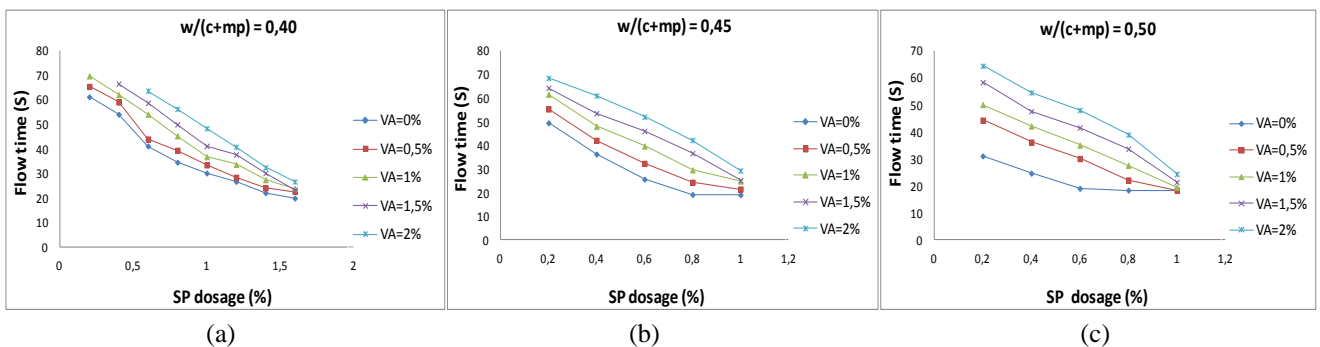 w/(c+mp) = 0,40
80
70
60
50
40
30
20
10
0
0
0,5
1
1,5
2
Flow time (S)
SP dosage (%)
VA=0%
VA=0,5%
VA=1%
VA=1,5%
VA=2%
(a)
w/(c+mp) = 0,45
80
70
60
50
40
30
20
10
0
0
0,2
0,4
0,6
0,8
1
1,2
Flow time (S)
SP dosage (%)
VA=0%
VA=0,5%
VA=1%
VA=1,5%
VA=2%
(b)
w/(c+mp) = 0,50
70
60
50
40
30
20
10
0
0
0,2
0,4
0,6
0,8
1
1,2
Flow time (S)
SP dosage (%)
VA=0%
VA=0,5%
VA=1%
VA=1,5%
VA=2%
(c)